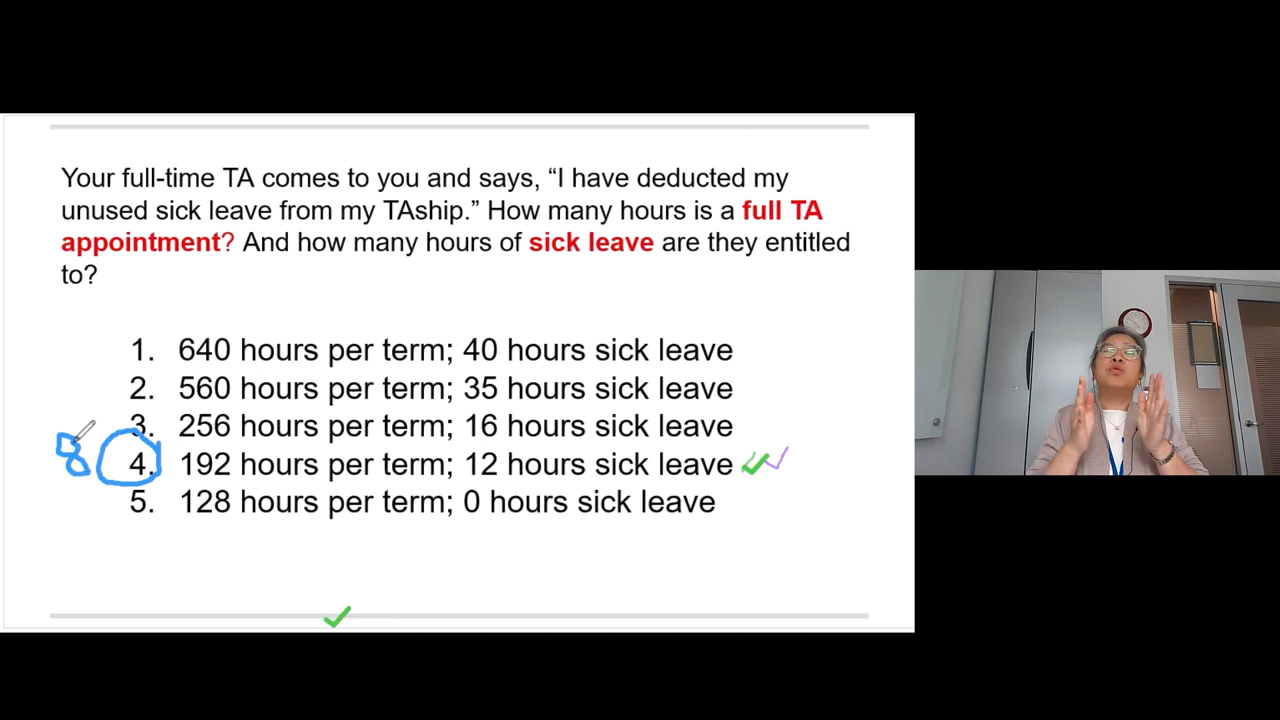 Your full-time TA comes to you and says, “I have deducted my
unused sick leave from my TAship.” How many hours is a full TA
appointment? And how many hours of sick leave are they entitled
to?
1. 640 hours per term; 40 hours sick leave
2. 560 hours per term; 35 hours sick leave
3. 256 hours per term; 16 hours sick leave
8
4. 192 hours per term; 12 hours sick leave
5. 128 hours per term; 0 hours sick leave